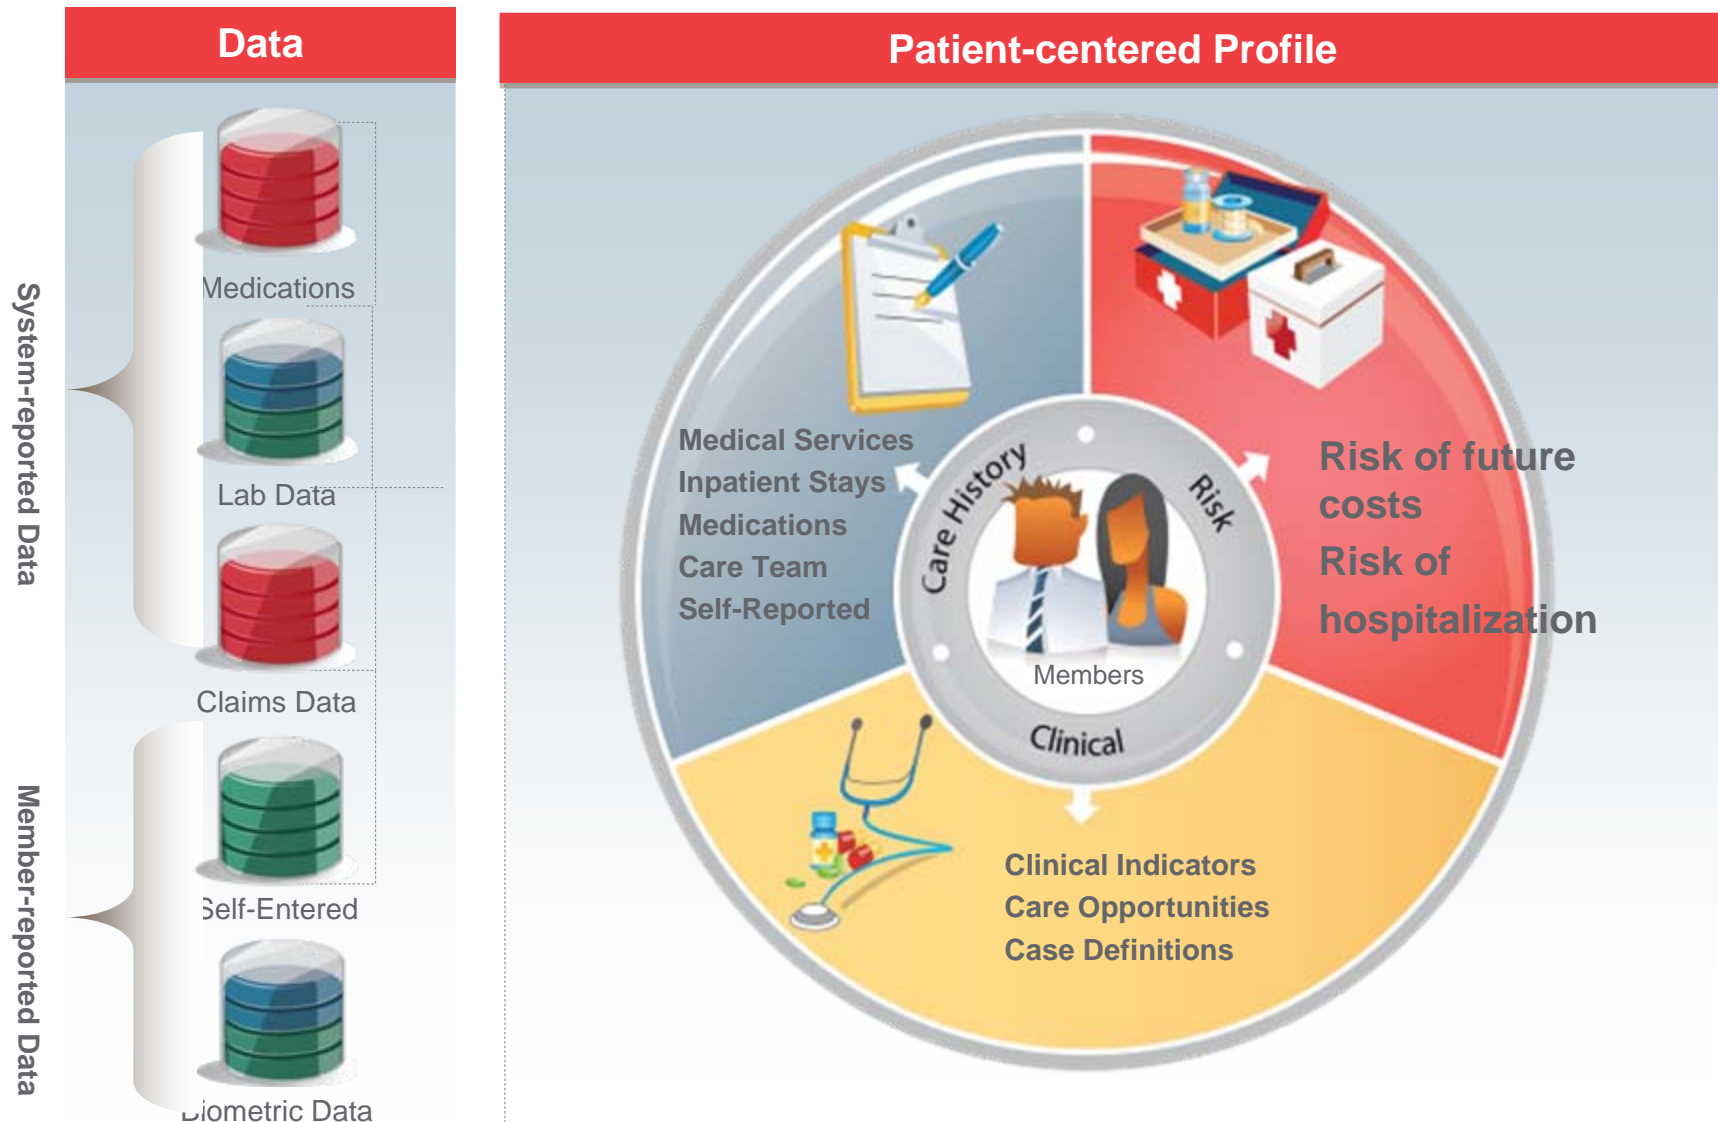 Data
System-reported Data
Medications
Lab Data
Claims Data
Member-reported Data
Self-Entered
Biometric Data
Patient-centered Profile
Care History
Medical Services
Inpatient Stays
Medications
Care Team
Self-Reported
Risk
Risk of future
costs
Risk of
hospitalization
Members
Clinical
Clinical Indicators
Care Opportunities
Case Definitions